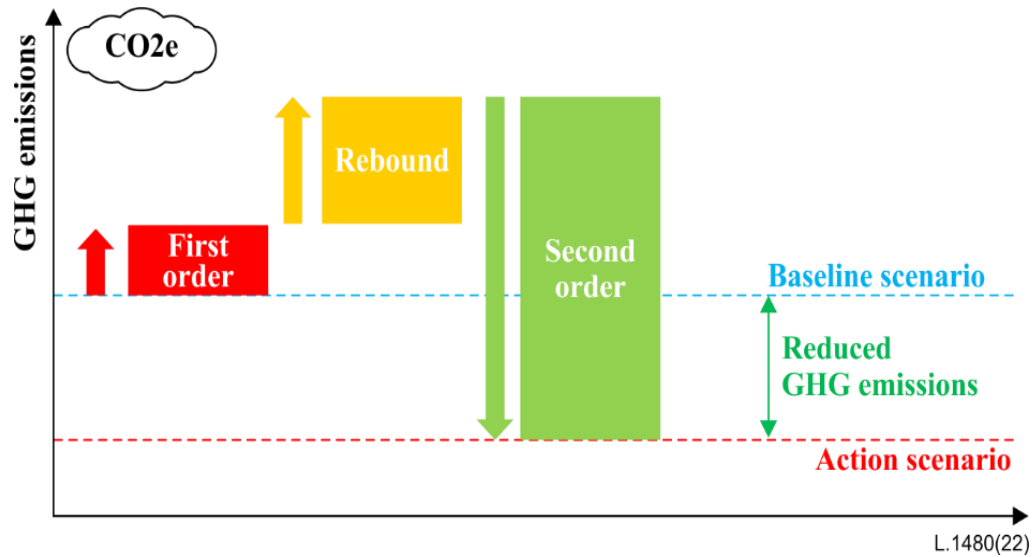 GHG emissions
CO2e
Rebound
First
order
Second
order
Baseline scenario
Reduced
GHG emissions
Action scenario
L.1480(22)